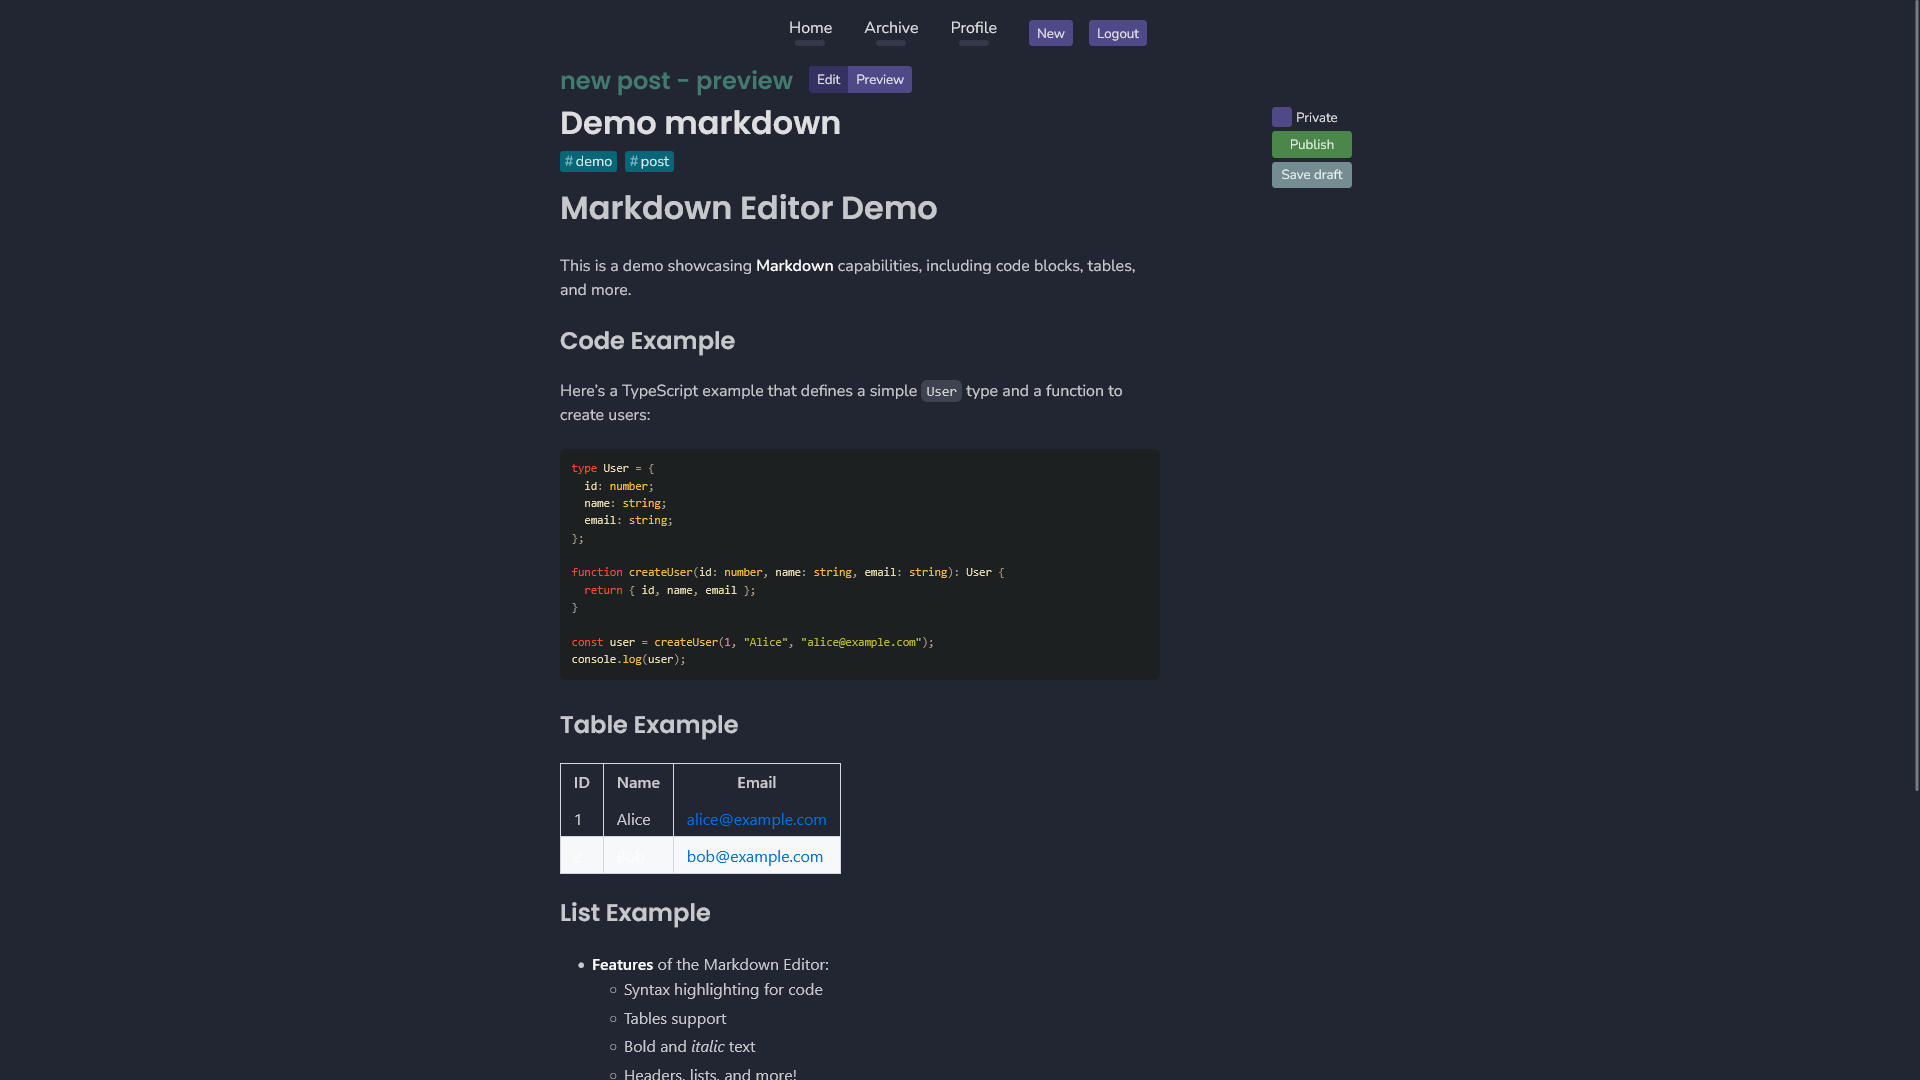 Home Archive Profile New Logout
new post - preview Edit Preview
Demo markdown
Private
Publish
Save draft
#demo #post
Markdown Editor Demo
This is a demo showcasing Markdown capabilities, including code blocks, tables,
and more.
Code Example
Here’s a TypeScript example that defines a simple User type and a function to
create users:
type User = {
  id: number;
  name: string;
  email: string;
};
function createUser(id: number, name: string, email: string): User {
  return { id, name, email };
}
const user = createUser(1, "Alice", "alice@example.com");
console.log(user);
Table Example
ID Name Email
1 Alice alice@example.com
2 Bob bob@example.com
List Example
• Features of the Markdown Editor:
○ Syntax highlighting for code
○ Tables support
○ Bold and italic text
○ Headers, lists, and more!